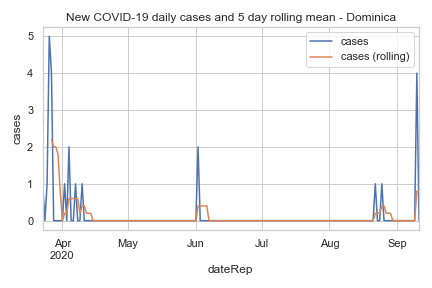 New COVID-19 daily cases and 5 day rolling mean - Dominica
cases
cases (rolling)
5
4
3
2
1
0
cases
Apr
2020
May
Jun
Jul
Aug
Sep
dateRep